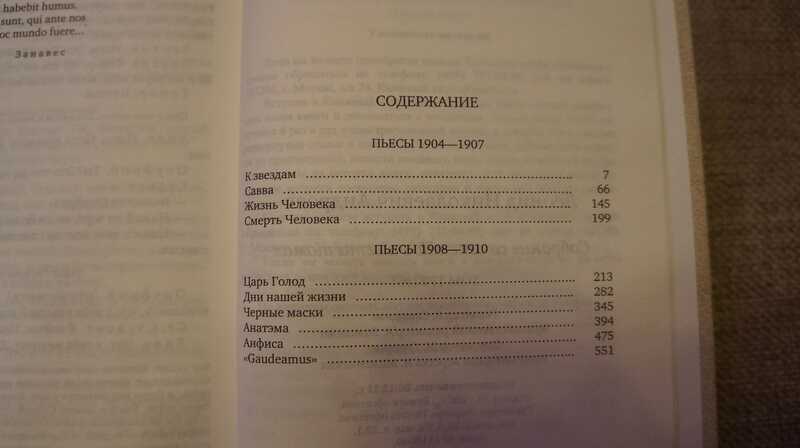 habebit humus.
sunt, qui ante nos
oc mundo fuere...
Занавес
СОДЕРЖАНИЕ
ПЬЕСЫ 1904—1907
К звездам 7
Савва 66
Жизнь Человека 145
Смерть Человека 199
ПЬЕСЫ 1908—1910
Царь Голод 213
Дни нашей жизни 282
Черные маски 345
Анатэма 394
Анфиса 475
«Gaudeamus» 551